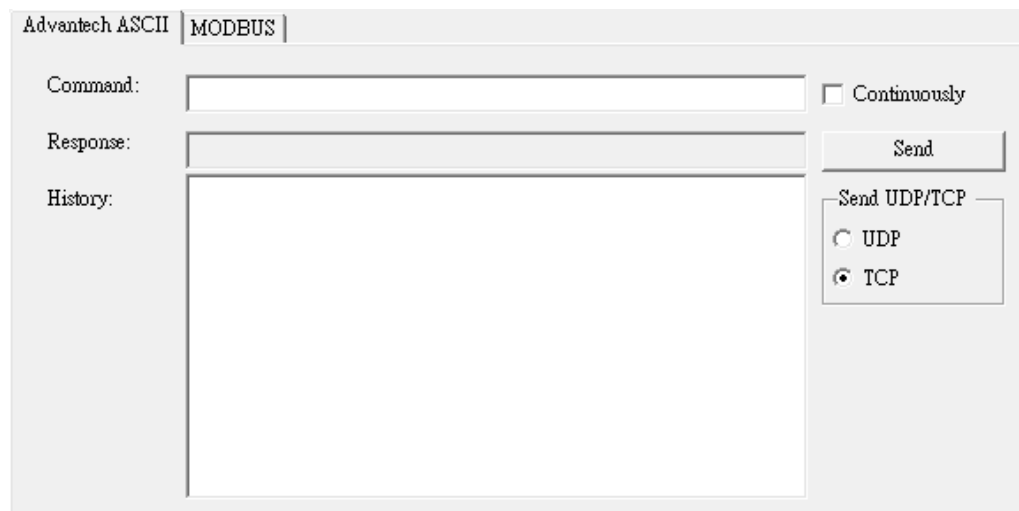 Advantech ASCII MODBUS
Command: Continuously
Response: Send
History: Send UDP/TCP
UDP
TCP